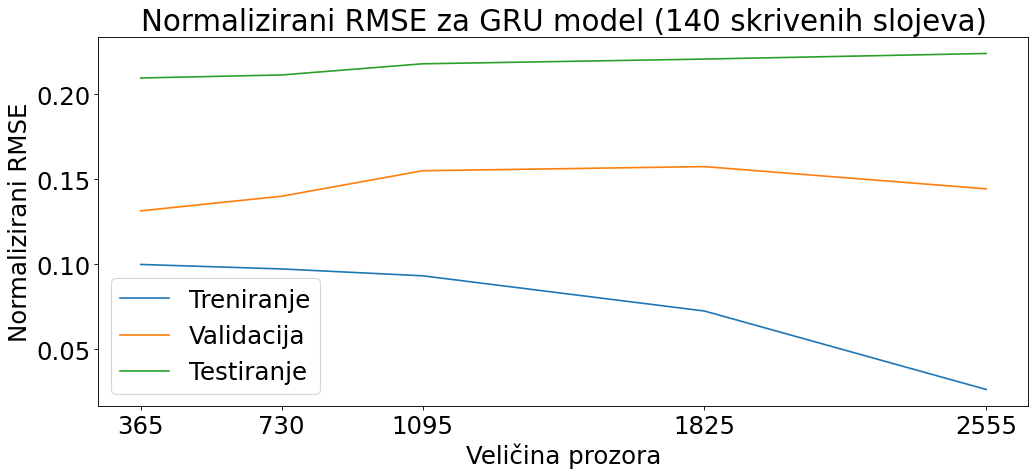 Normalizirani RMSE za GRU model (140 skrivenih slojeva)
Normalizirani RMSE
0.20
0.15
0.10
0.05
Treniranje
Validacija
Testiranje
365 730 1095 1825 2555
Veličina prozora